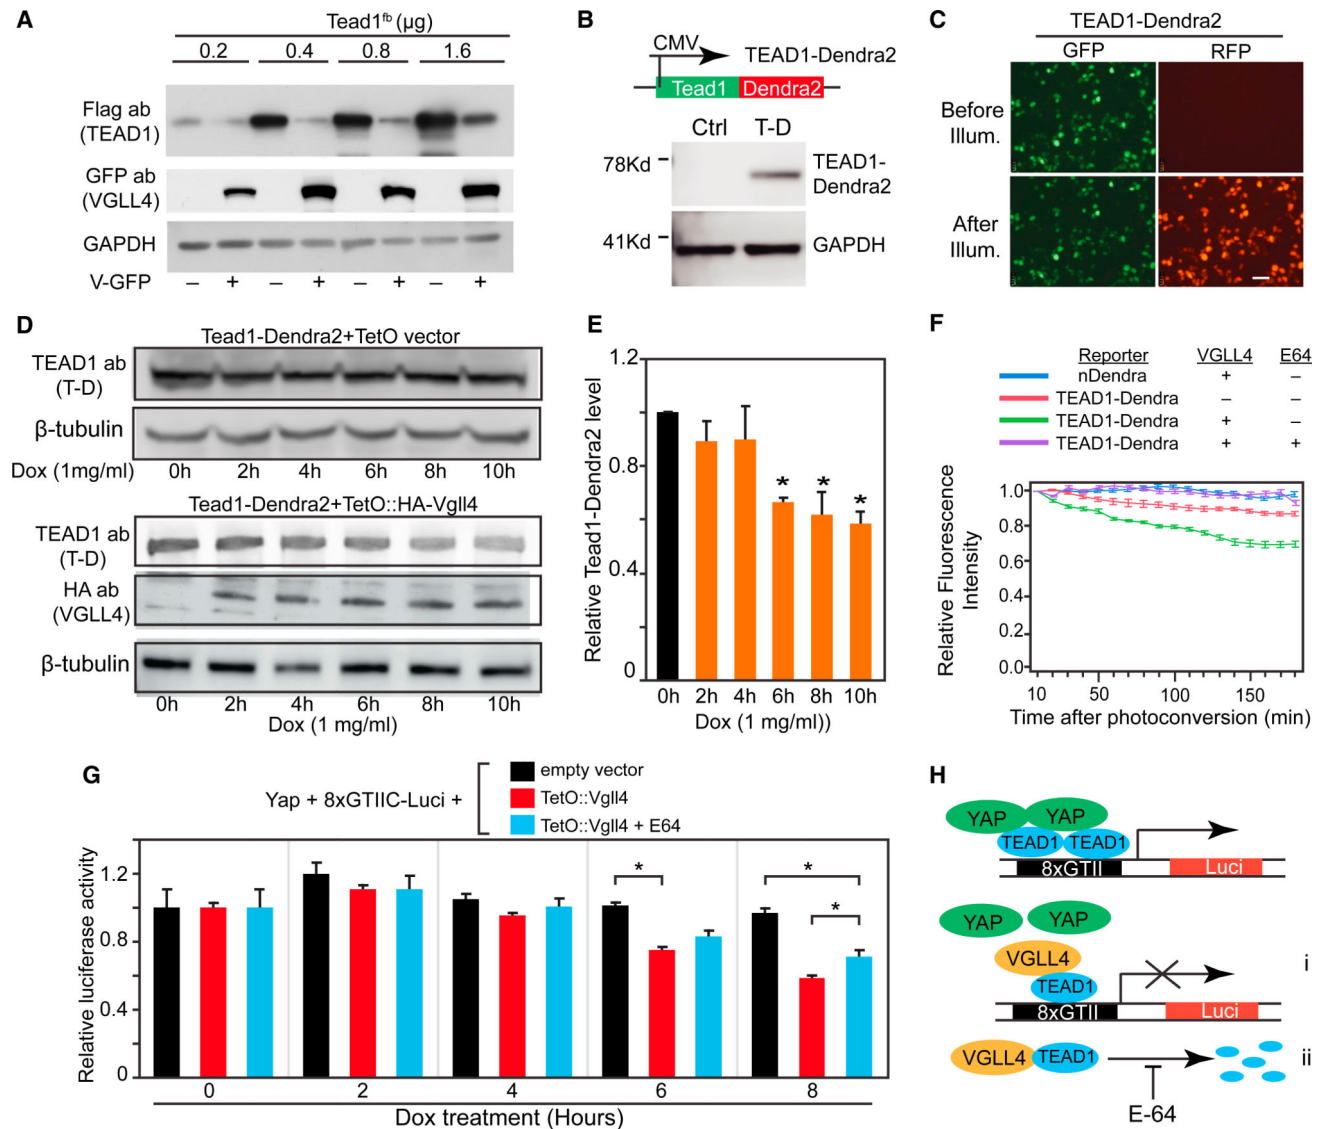 A
Tead1fb (μg)
0.2 0.4 0.8 1.6
Flag ab
(TEAD1)
GFP ab
(VGLL4)
GAPDH
V-GFP – + – + – + – +
B
CMV
TEAD1-Dendra2
Tead1 Dendra2
Ctrl T-D
78Kd
TEAD1-
Dendra2
41Kd
GAPDH
C
TEAD1-Dendra2
GFP RFP
Before
Illum.
After
Illum.
D
Tead1-Dendra2+TetO vector
TEAD1 ab
(T-D)
β-tubulin
Dox (1mg/ml) 0h 2h 4h 6h 8h 10h
Tead1-Dendra2+TetO::HA-Vgll4
TEAD1 ab
(T-D)
HA ab
(VGLL4)
β-tubulin
0h 2h 4h 6h 8h 10h
Dox (1 mg/ml)
E
Relative Tead1-Dendra2 level
1.2
0.8
0.4
0
* * *
0h 2h 4h 6h 8h 10h
Dox (1 mg/ml))
F
Reporter VGLL4 E64
nDendra + –
TEAD1-Dendra – –
TEAD1-Dendra + –
TEAD1-Dendra + +
Relative Fluorescence
Intensity
1.0
0.8
0.6
0.4
0.2
0.0
10 50 100 150
Time after photoconversion (min)
G
Yap + 8xGTIIC-Luci +
empty vector
TetO::Vgll4
TetO::Vgll4 + E64
Relative luciferase activity
1.2
0.8
0.4
0
* * *
0 2 4 6 8
Dox treatment (Hours)
H
YAP YAP
TEAD1 TEAD1
8xGTII Luci
YAP YAP
VGLL4
TEAD1
8xGTII Luci
i
VGLL4 TEAD1
ii
E-64